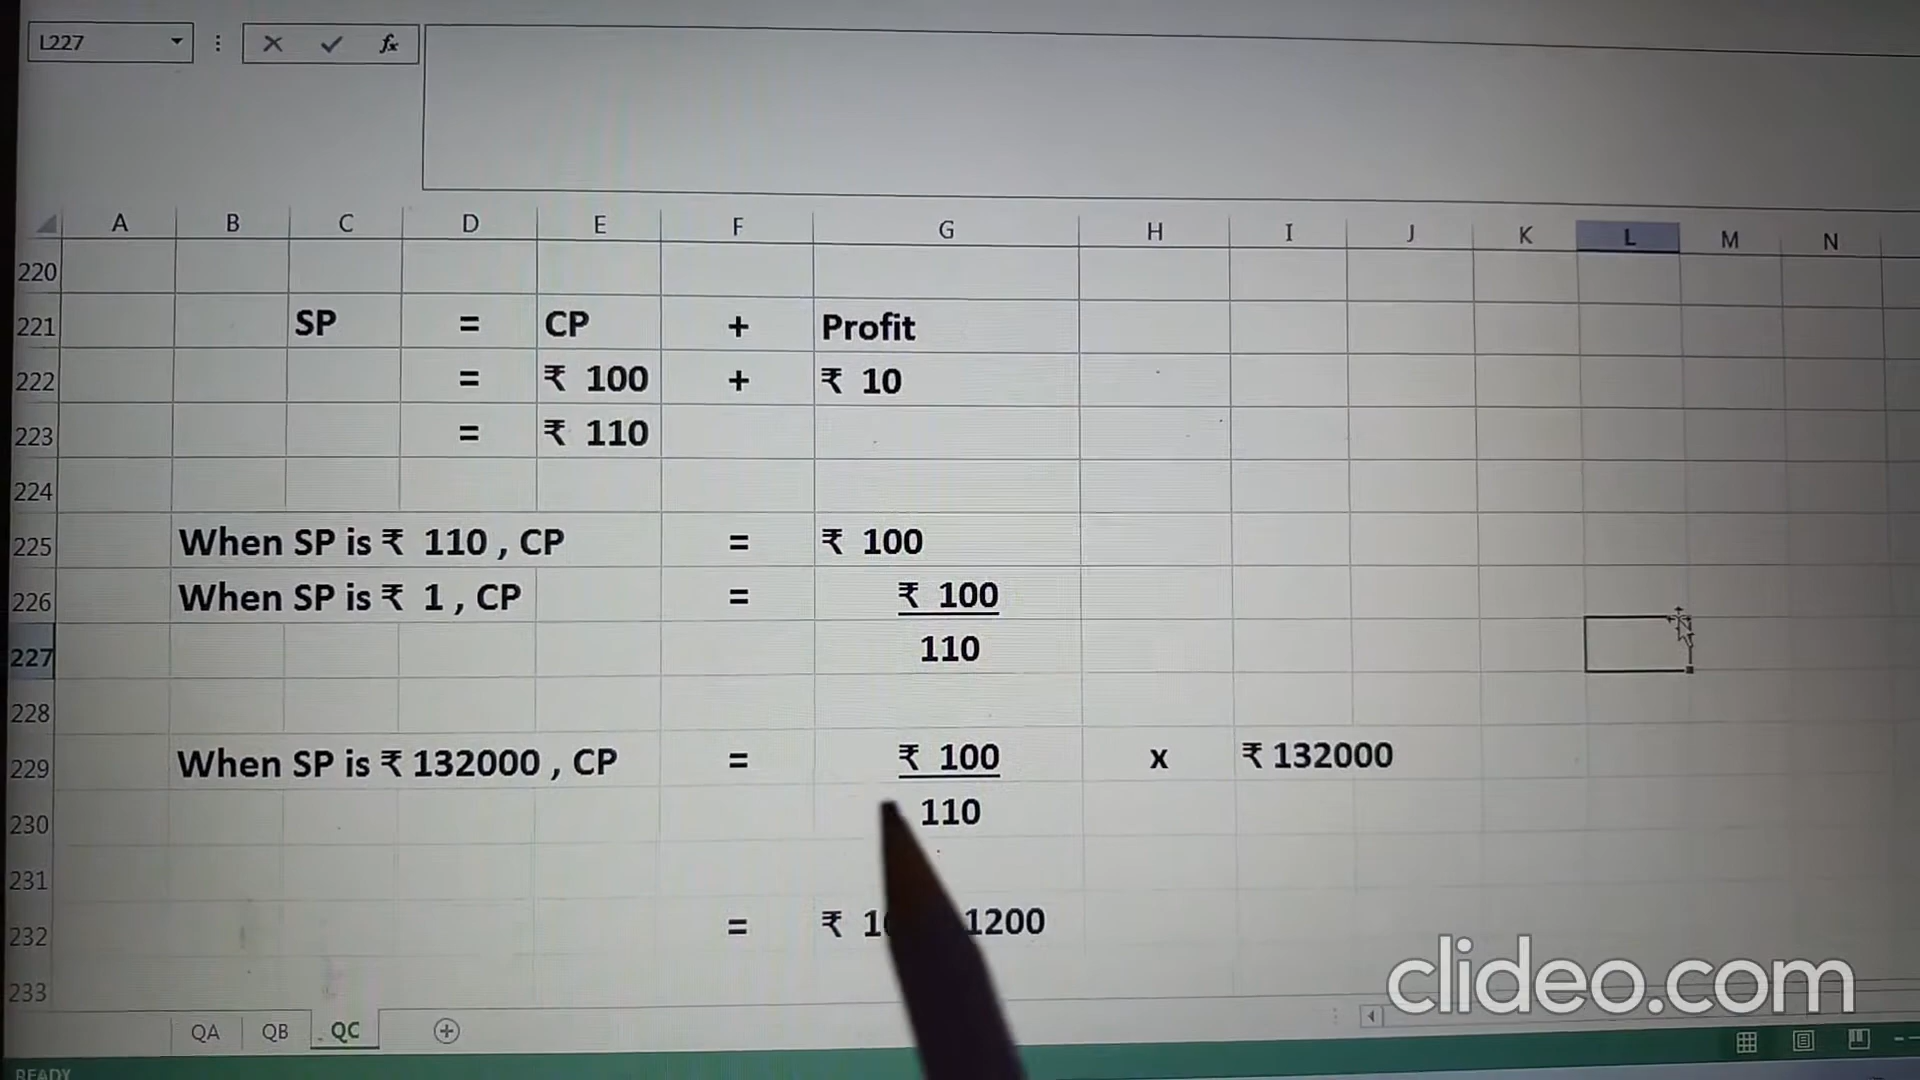 L227
fx
A B C D E F G H I J K L M N
220
221 SP = CP + Profit
222 = ₹ 100 + ₹ 10
223 = ₹ 110
224
225 When SP is ₹ 110 , CP = ₹ 100
226 When SP is ₹ 1 , CP = ₹ 100
227 110
228
229 When SP is ₹ 132000 , CP = ₹ 100 x ₹ 132000
230 110
231
232 = ₹ 1200
233
QA QB QC
READY
clideo.com